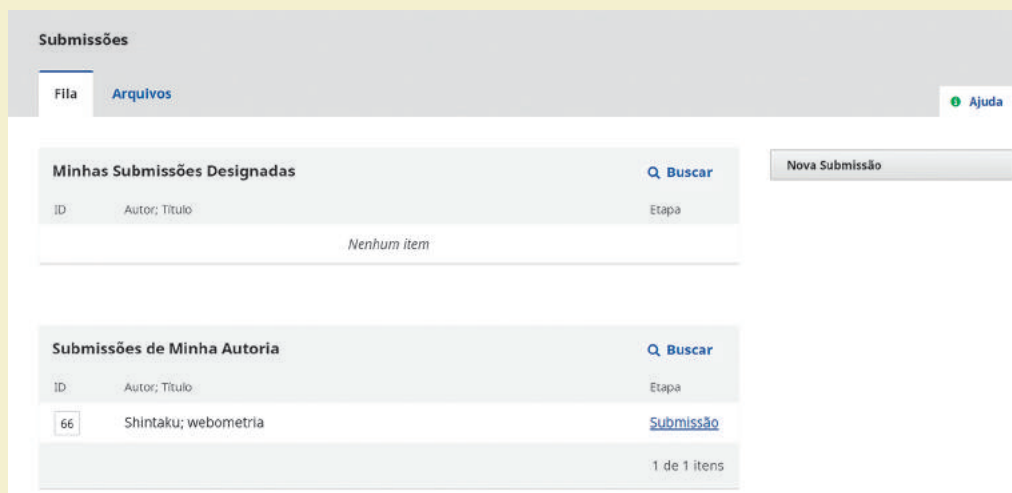 Submissões
Fila Arquivos
Ajuda
Minhas Submissões Designadas Buscar
Nova Submissão
ID Autor; Título Etapa
Nenhum item
Submissões de Minha Autoria Buscar
ID Autor; Título Etapa
66 Shintaku; webometria Submissão
1 de 1 itens